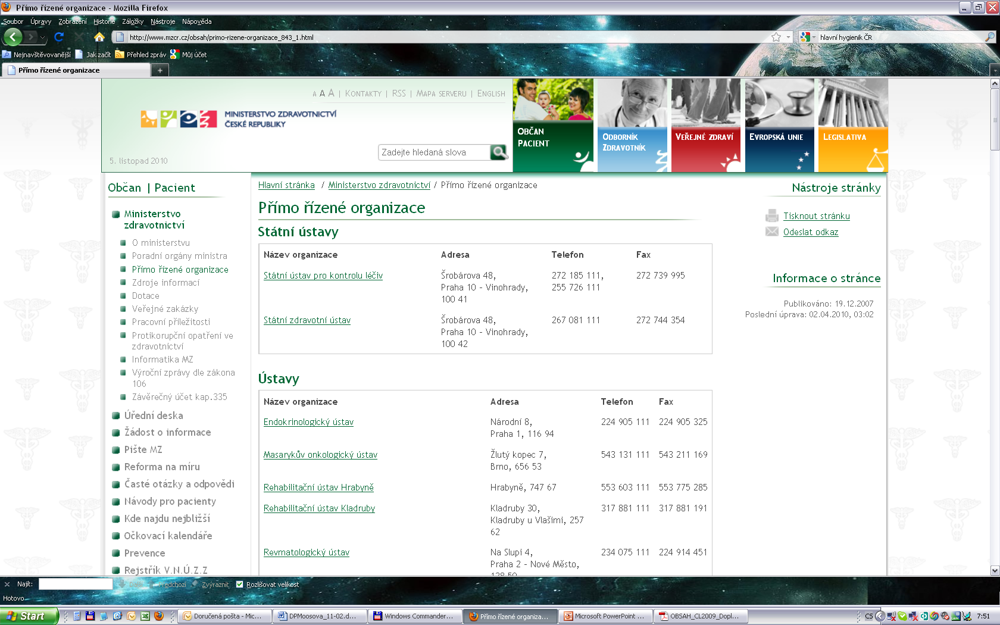 Přímo řízené organizace - Mozilla Firefox
Soubor Úpravy Zobrazení Historie Záložky Nástroje Nápověda
http://www.mzcr.cz/obsah/primo-rizene-organizace_843_1.html
hlavní hygienik ČR
Nejnavštěvovanější Jak začít Přehled zpráv Můj účet
Přímo řízené organizace
A A A | Kontakty | RSS | Mapa serveru | English
MINISTERSTVO ZDRAVOTNICTVÍ
ČESKÉ REPUBLIKY
Zadejte hledaná slova
5. listopad 2010
Občan
Pacient
Odborník
Zdravotník
Veřejné zdraví
Evropská unie
Legislativa
Občan | Pacient
Ministerstvo
zdravotnictví
O ministerstvu
Poradní orgány ministra
Přímo řízené organizace
Zdroje informací
Dotace
Veřejné zakázky
Pracovní příležitosti
Protikorupční opatření ve
zdravotnictví
Informatika MZ
Výroční zprávy dle zákona
106
Závěrečný účet kap.335
Úřední deska
Žádost o informace
Pište MZ
Reforma na míru
Časté otázky a odpovědi
Návody pro pacienty
Kde najdu nejbližší
Očkovací kalendáře
Prevence
Rejstřík V.N.Ú.Z.Z
Hlavní stránka / Ministerstvo zdravotnictví / Přímo řízené organizace
Přímo řízené organizace
Státní ústavy
Název organizace Adresa Telefon Fax
Státní ústav pro kontrolu léčiv Šrobárova 48, 272 185 111, 272 739 995
Praha 10 - Vinohrady, 255 726 111
100 41
Státní zdravotní ústav Šrobárova 48, 267 081 111 272 744 354
Praha 10 - Vinohrady,
100 42
Ústavy
Název organizace Adresa Telefon Fax
Endokrinologický ústav Národní 8, 224 905 111 224 905 325
Praha 1, 116 94
Masarykův onkologický ústav Žlutý kopec 7, 543 131 111 543 211 169
Brno, 656 53
Rehabilitační ústav Hrabyně Hrabyně, 747 67 553 603 111 553 775 285
Rehabilitační ústav Kladruby Kladruby 30, 317 881 111 317 881 191
Kladruby u Vlašimi, 257
62
Revmatologický ústav Na Slupi 4, 234 075 111 224 914 451
Praha 2 - Nové Město,
128 50
Nástroje stránky
Tisknout stránku
Odeslat odkaz
Informace o stránce
Publikováno: 19.12.2007
Poslední úprava: 02.04.2010, 03:02
Najít: Další Předchozí Zvýraznit Rozlišovat velikost
Hotovo
Start Doručená pošta - Mic... DPMoosova_11-02.d... Windows Commander... Přímo řízené organiza... Microsoft PowerPoint ... OBSAH_CL2009_Dopl... CS 7:51